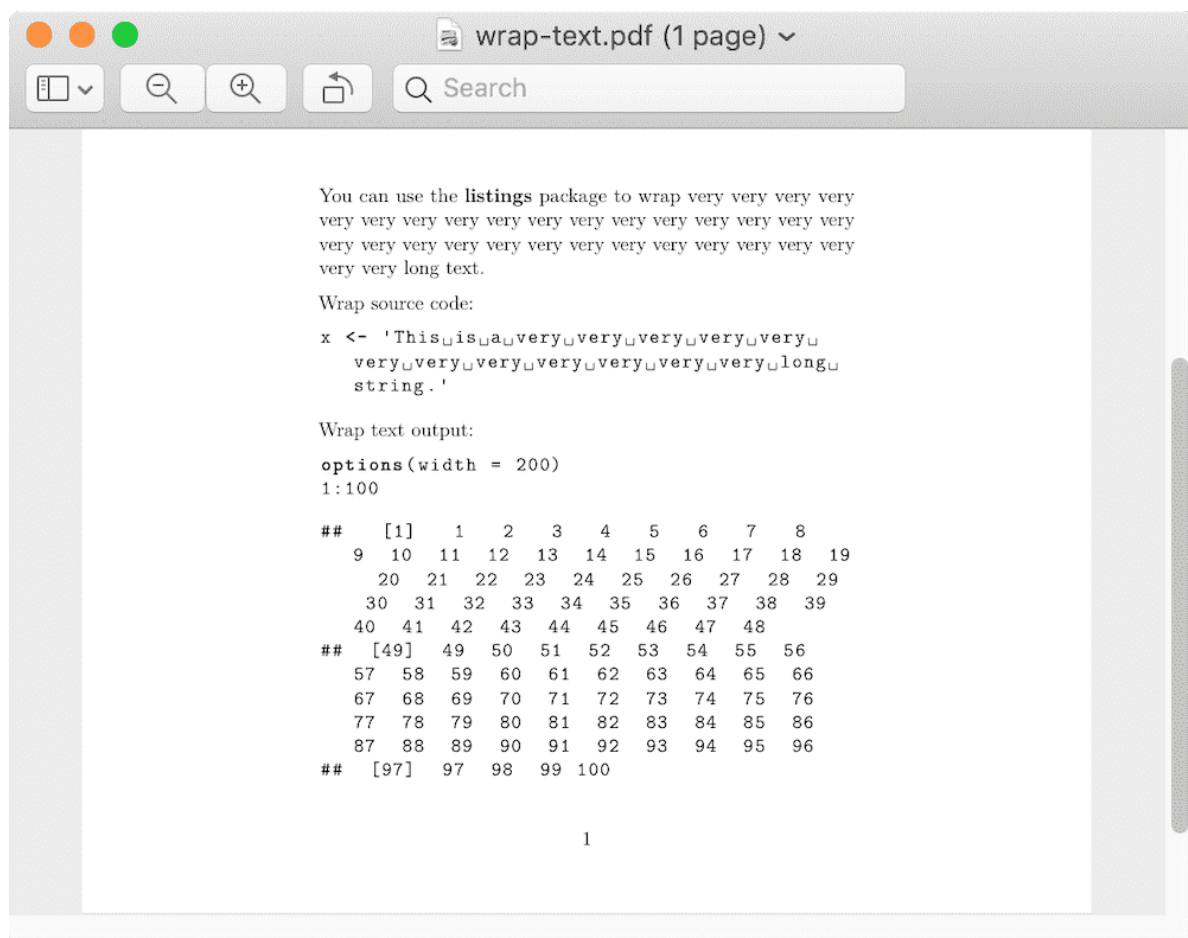 wrap-text.pdf (1 page)
Search
You can use the listings package to wrap very very very very
very very very very very very very very very very very very very
very very very very very very very very very very very very very
very very long text.
Wrap source code:
x <- 'This␣is␣a␣very␣very␣very␣very␣very␣
very␣very␣very␣very␣very␣very␣very␣long␣
string.'
Wrap text output:
options(width = 200)
1:100
## [1] 1 2 3 4 5 6 7 8
9 10 11 12 13 14 15 16 17 18 19
20 21 22 23 24 25 26 27 28 29
30 31 32 33 34 35 36 37 38 39
40 41 42 43 44 45 46 47 48
## [49] 49 50 51 52 53 54 55 56
57 58 59 60 61 62 63 64 65 66
67 68 69 70 71 72 73 74 75 76
77 78 79 80 81 82 83 84 85 86
87 88 89 90 91 92 93 94 95 96
## [97] 97 98 99 100
1